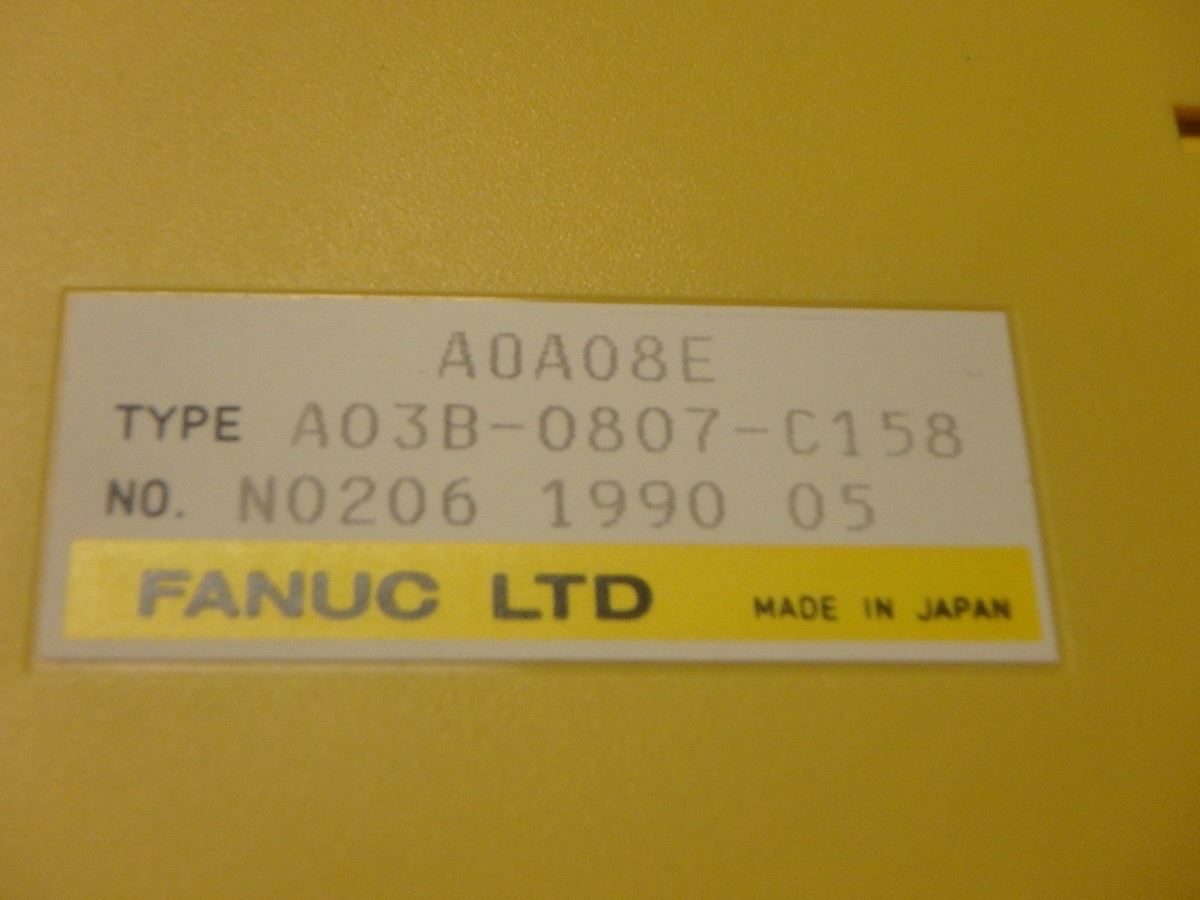 A0A08E
TYPE A03B-0807-C158
NO. N0206 1990 05
FANUC LTD MADE IN JAPAN